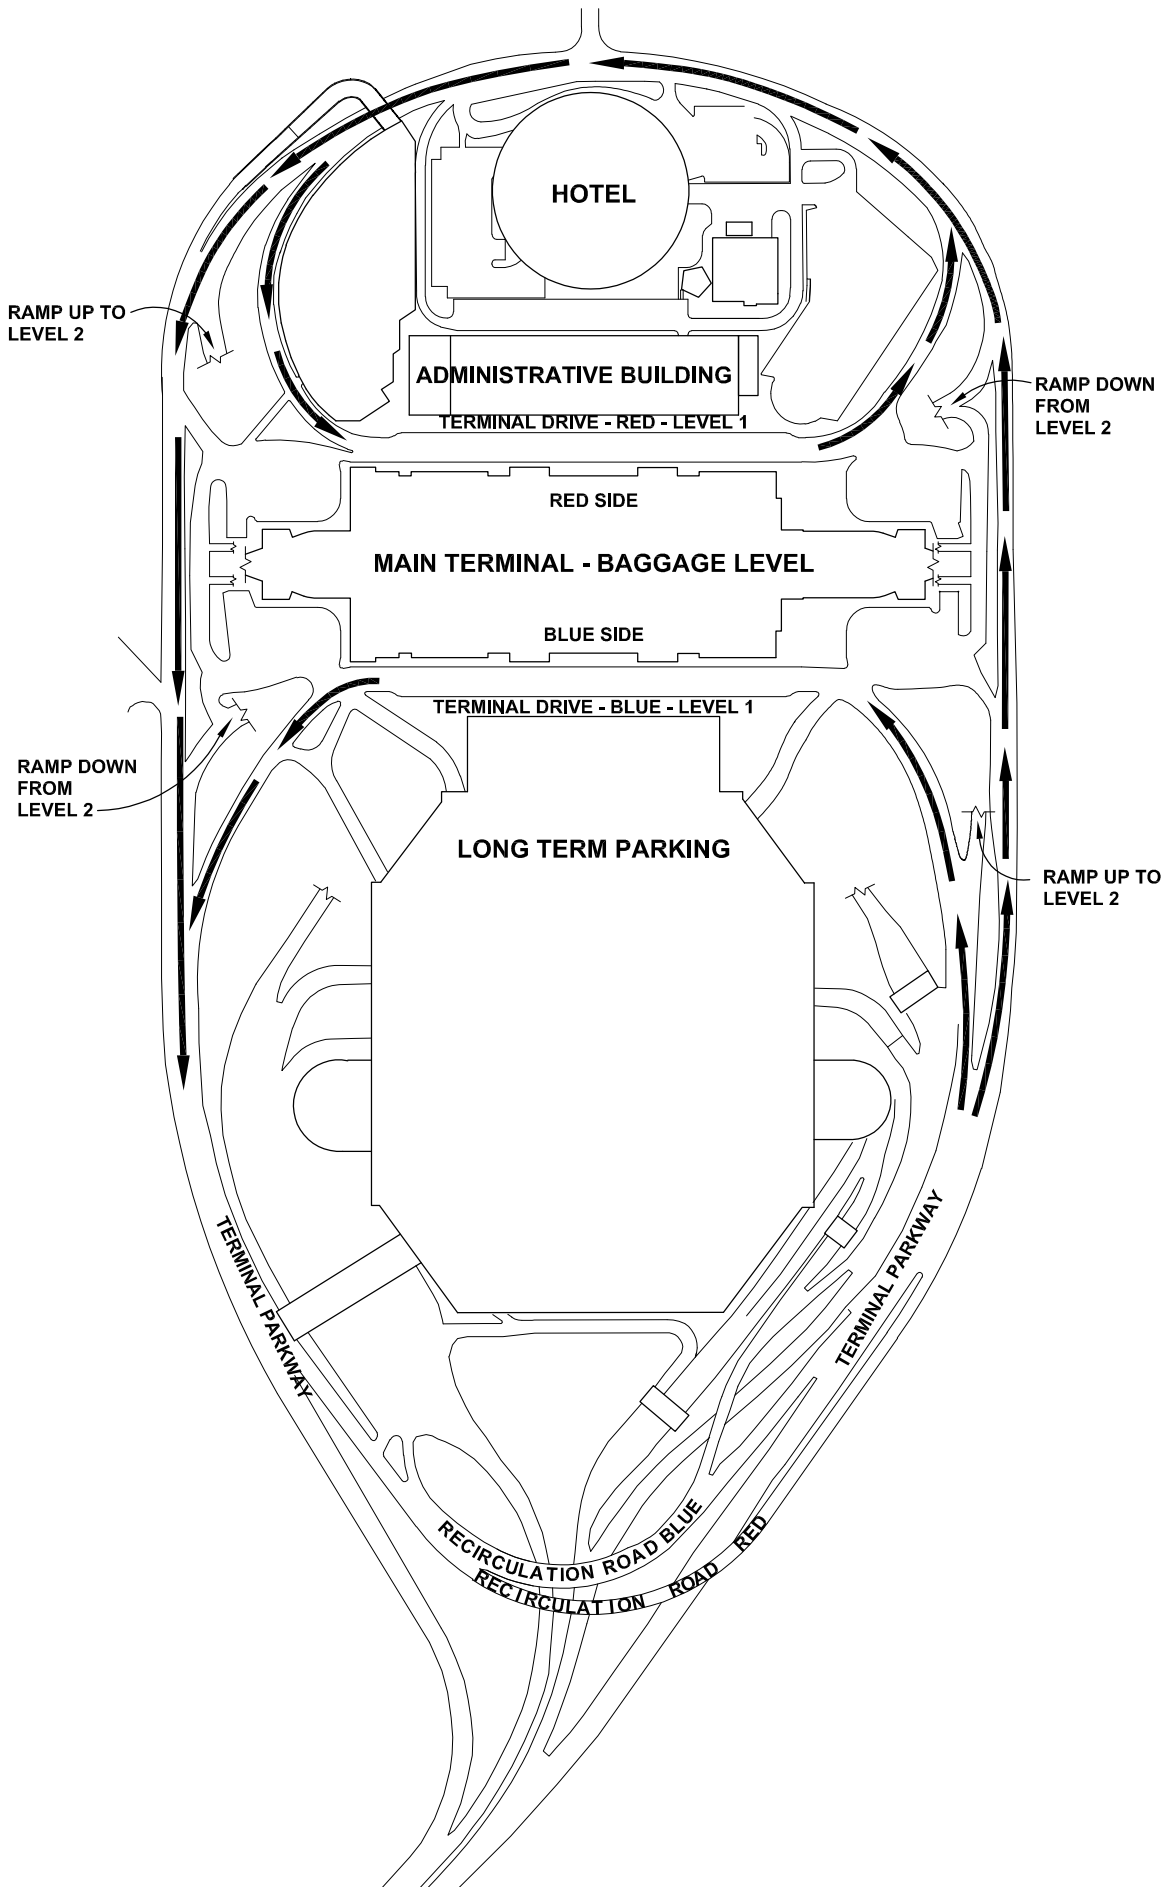 HOTEL
RAMP UP TO
LEVEL 2
ADMINISTRATIVE BUILDING
RAMP DOWN
FROM
LEVEL 2
TERMINAL DRIVE - RED - LEVEL 1
RED SIDE
MAIN TERMINAL - BAGGAGE LEVEL
BLUE SIDE
TERMINAL DRIVE - BLUE - LEVEL 1
RAMP DOWN
FROM
LEVEL 2
LONG TERM PARKING
RAMP UP TO
LEVEL 2
TERMINAL PARKWAY
TERMINAL PARKWAY
RECIRCULATION ROAD BLUE
RECIRCULATION ROAD RED